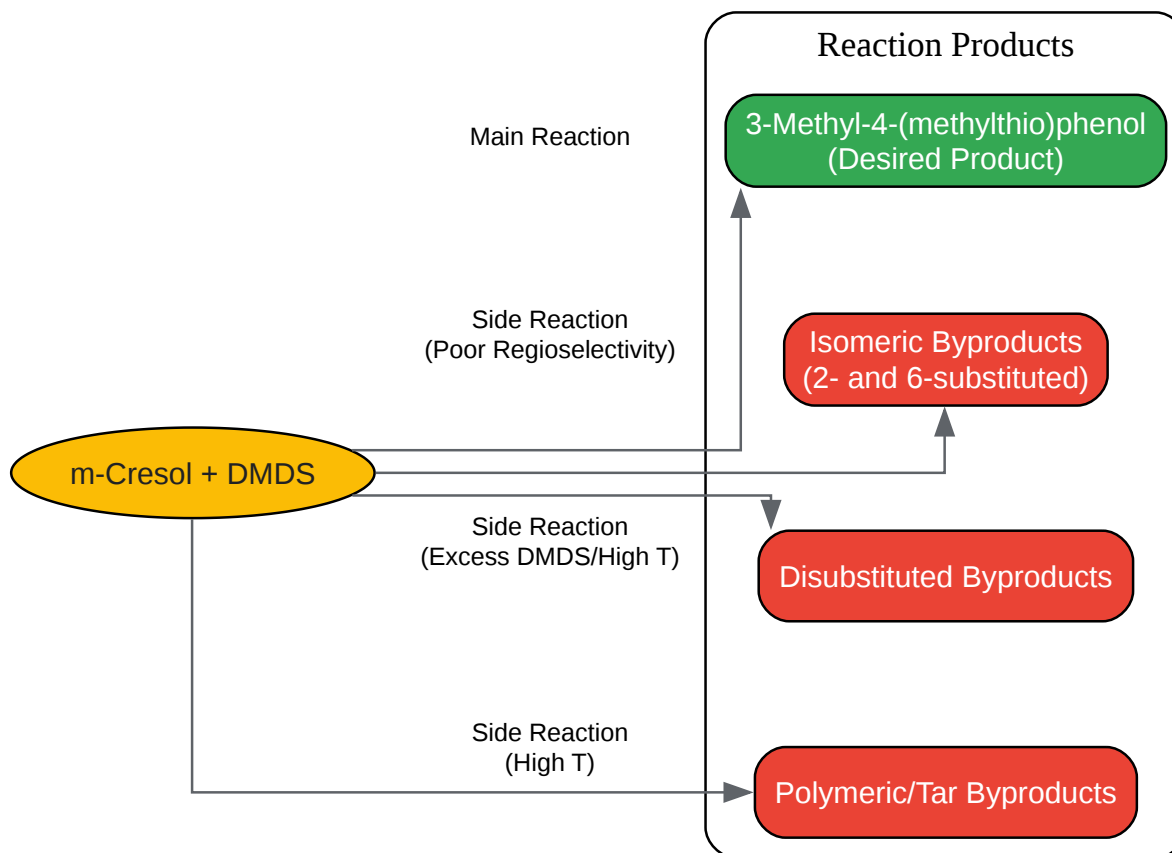 Reaction Products
Main Reaction
3-Methyl-4-(methylthio)phenol
(Desired Product)
Side Reaction
(Poor Regioselectivity)
Isomeric Byproducts
(2- and 6-substituted)
m-Cresol + DMDS
Side Reaction
(Excess DMDS/High T)
Disubstituted Byproducts
Side Reaction
(High T)
Polymeric/Tar Byproducts